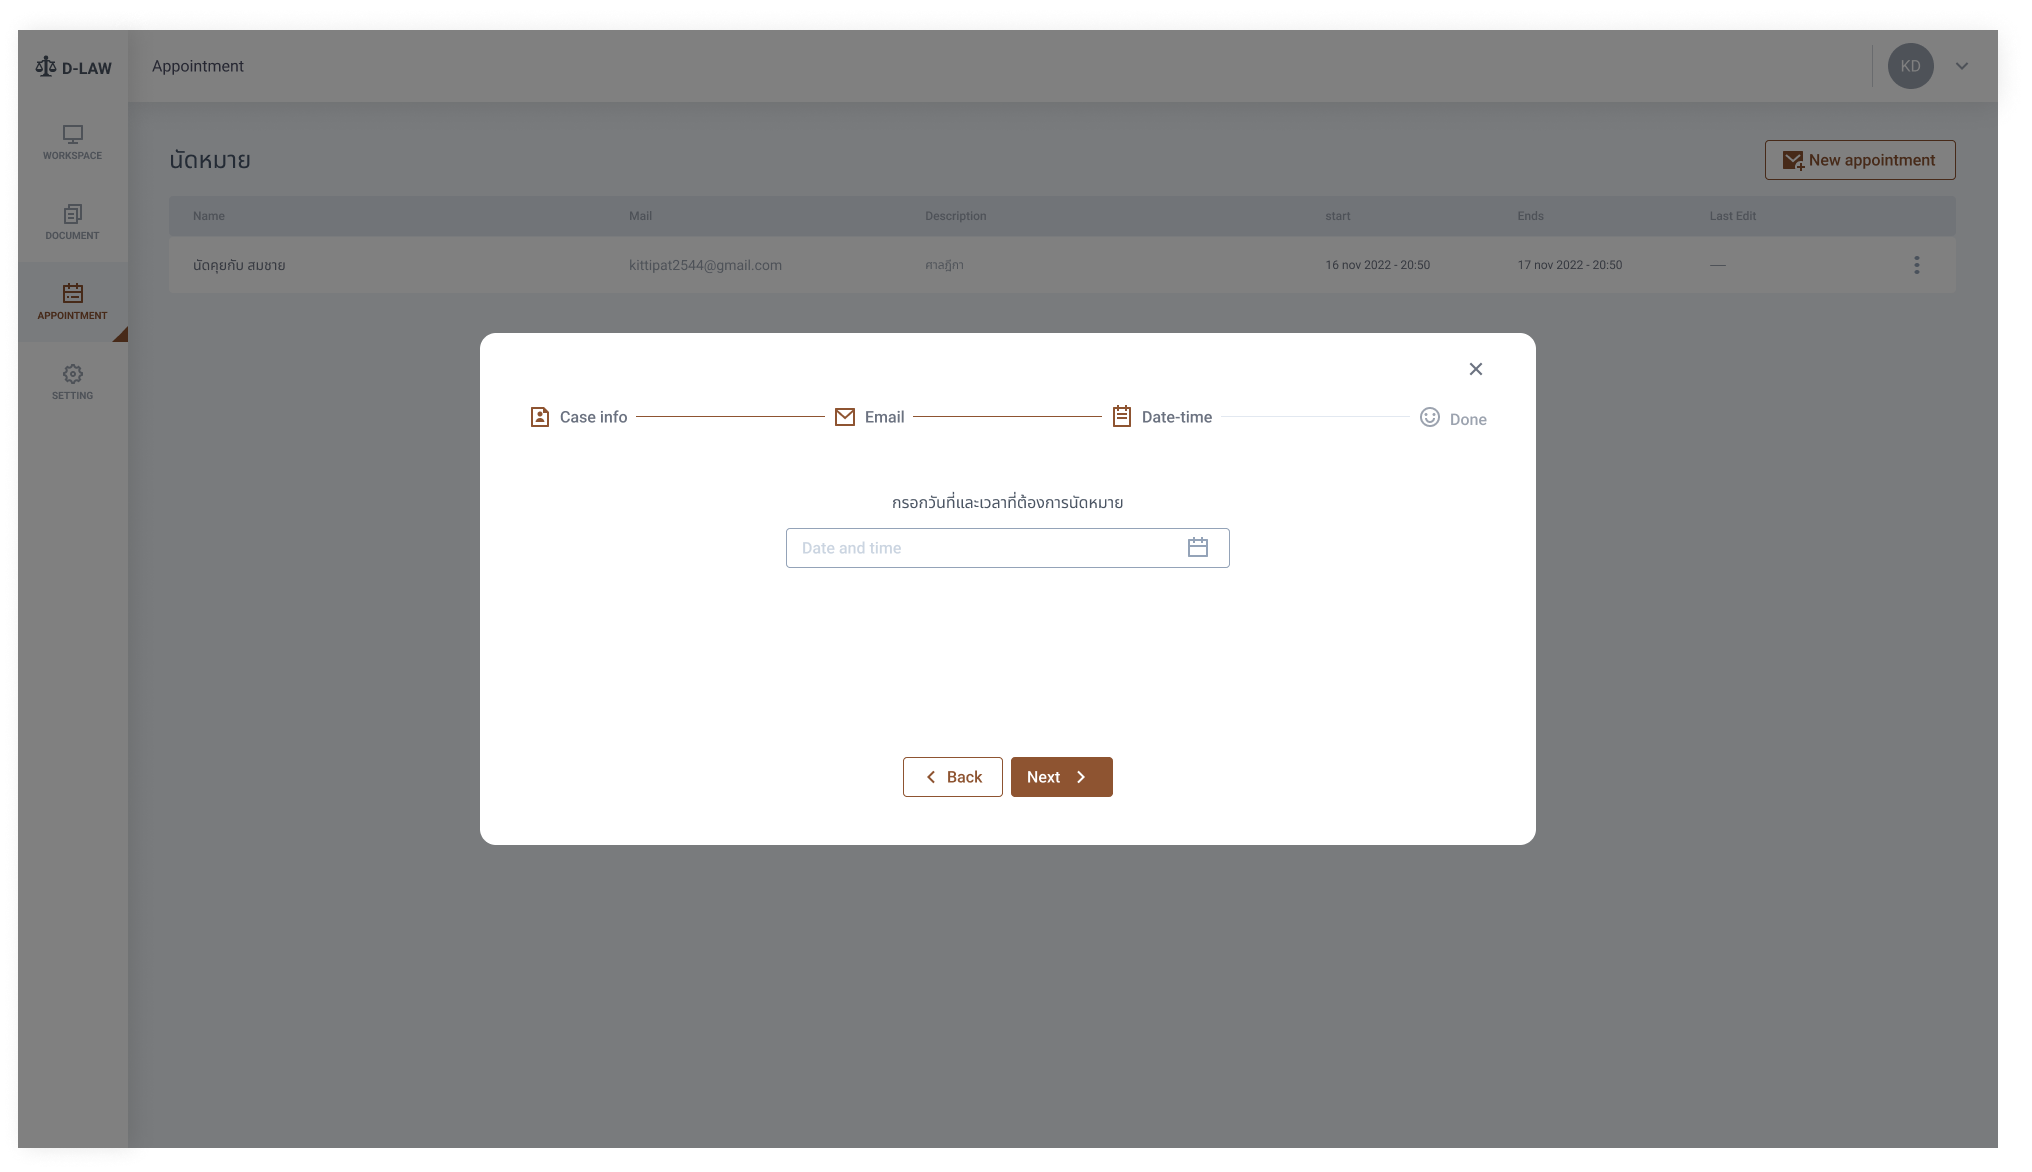 D-LAW
Appointment
KD
WORKSPACE
DOCUMENT
APPOINTMENT
SETTING
นัดหมาย
New appointment
Name Mail Description start Ends Last Edit
นัดคุยกับ สมชาย kittipat2544@gmail.com ศาลฎีกา 16 nov 2022 - 20:50 17 nov 2022 - 20:50 —
Case info Email Date-time Done
กรอกวันที่และเวลาที่ต้องการนัดหมาย
Date and time
Back Next